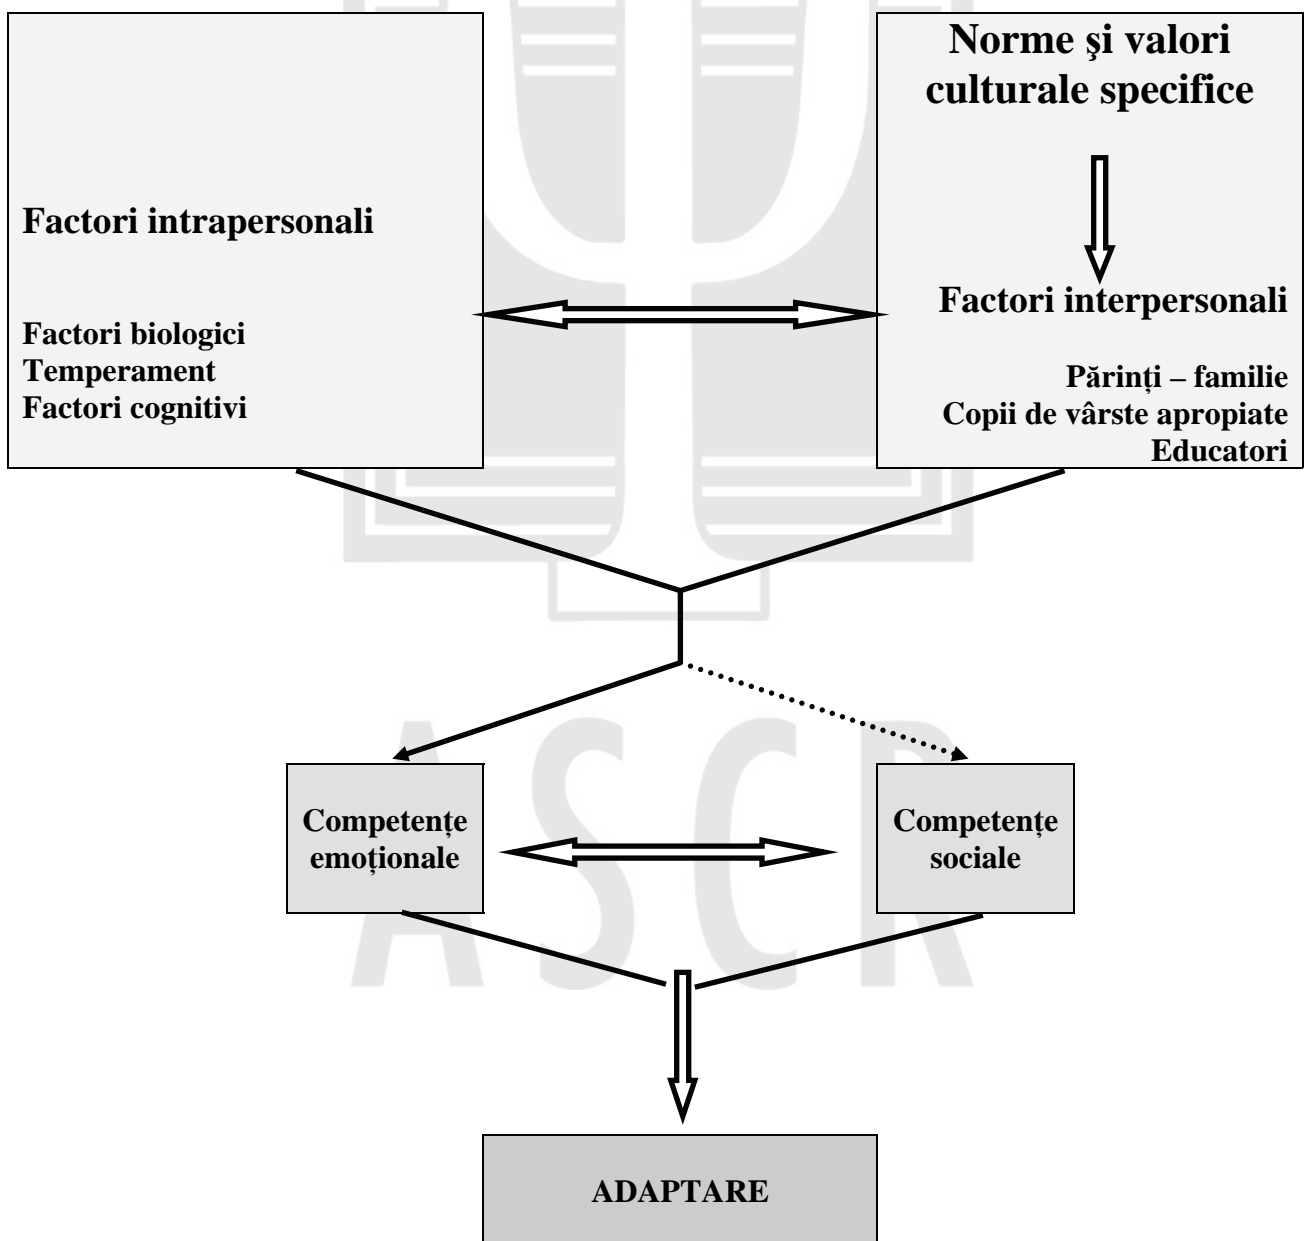 Norme şi valori
culturale specifice
Factori intrapersonali
Factori biologici
Temperament
Factori cognitivi
Factori interpersonali
Părinți – familie
Copii de vârste apropiate
Educatori
Competențe
emoționale
Competențe
sociale
ASCR
ADAPTARE